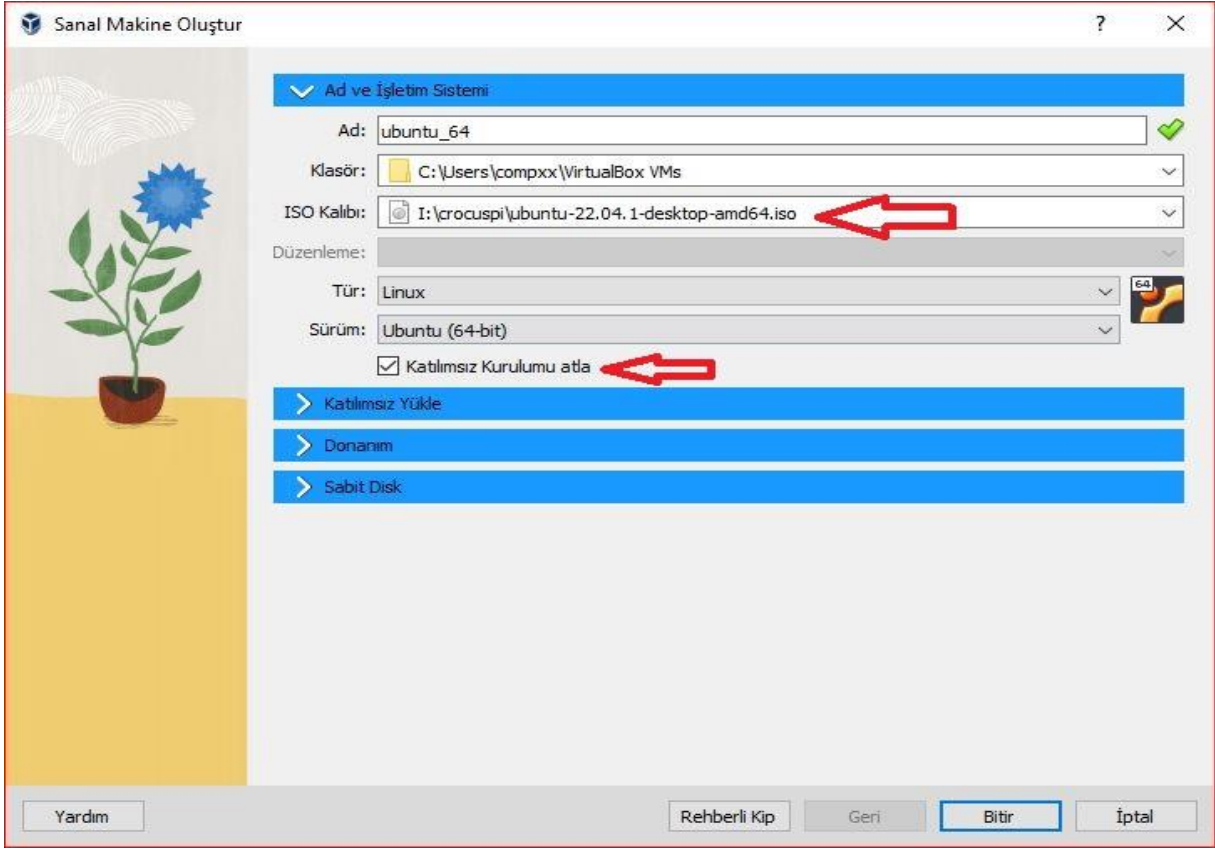 Sanal Makine Oluştur
?
Ad ve İşletim Sistemi
Ad: ubuntu_64
Klasör: C:\Users\compxx\VirtualBox VMs
ISO Kalıbı: I:\crocuspi\ubuntu-22.04.1-desktop-amd64.iso
Düzenleme:
Tür: Linux
64
Sürüm: Ubuntu (64-bit)
Katılımsız Kurulumu atla
Katılımsız Yükle
Donanım
Sabit Disk
Yardım Rehberli Kip Geri Bitir İptal